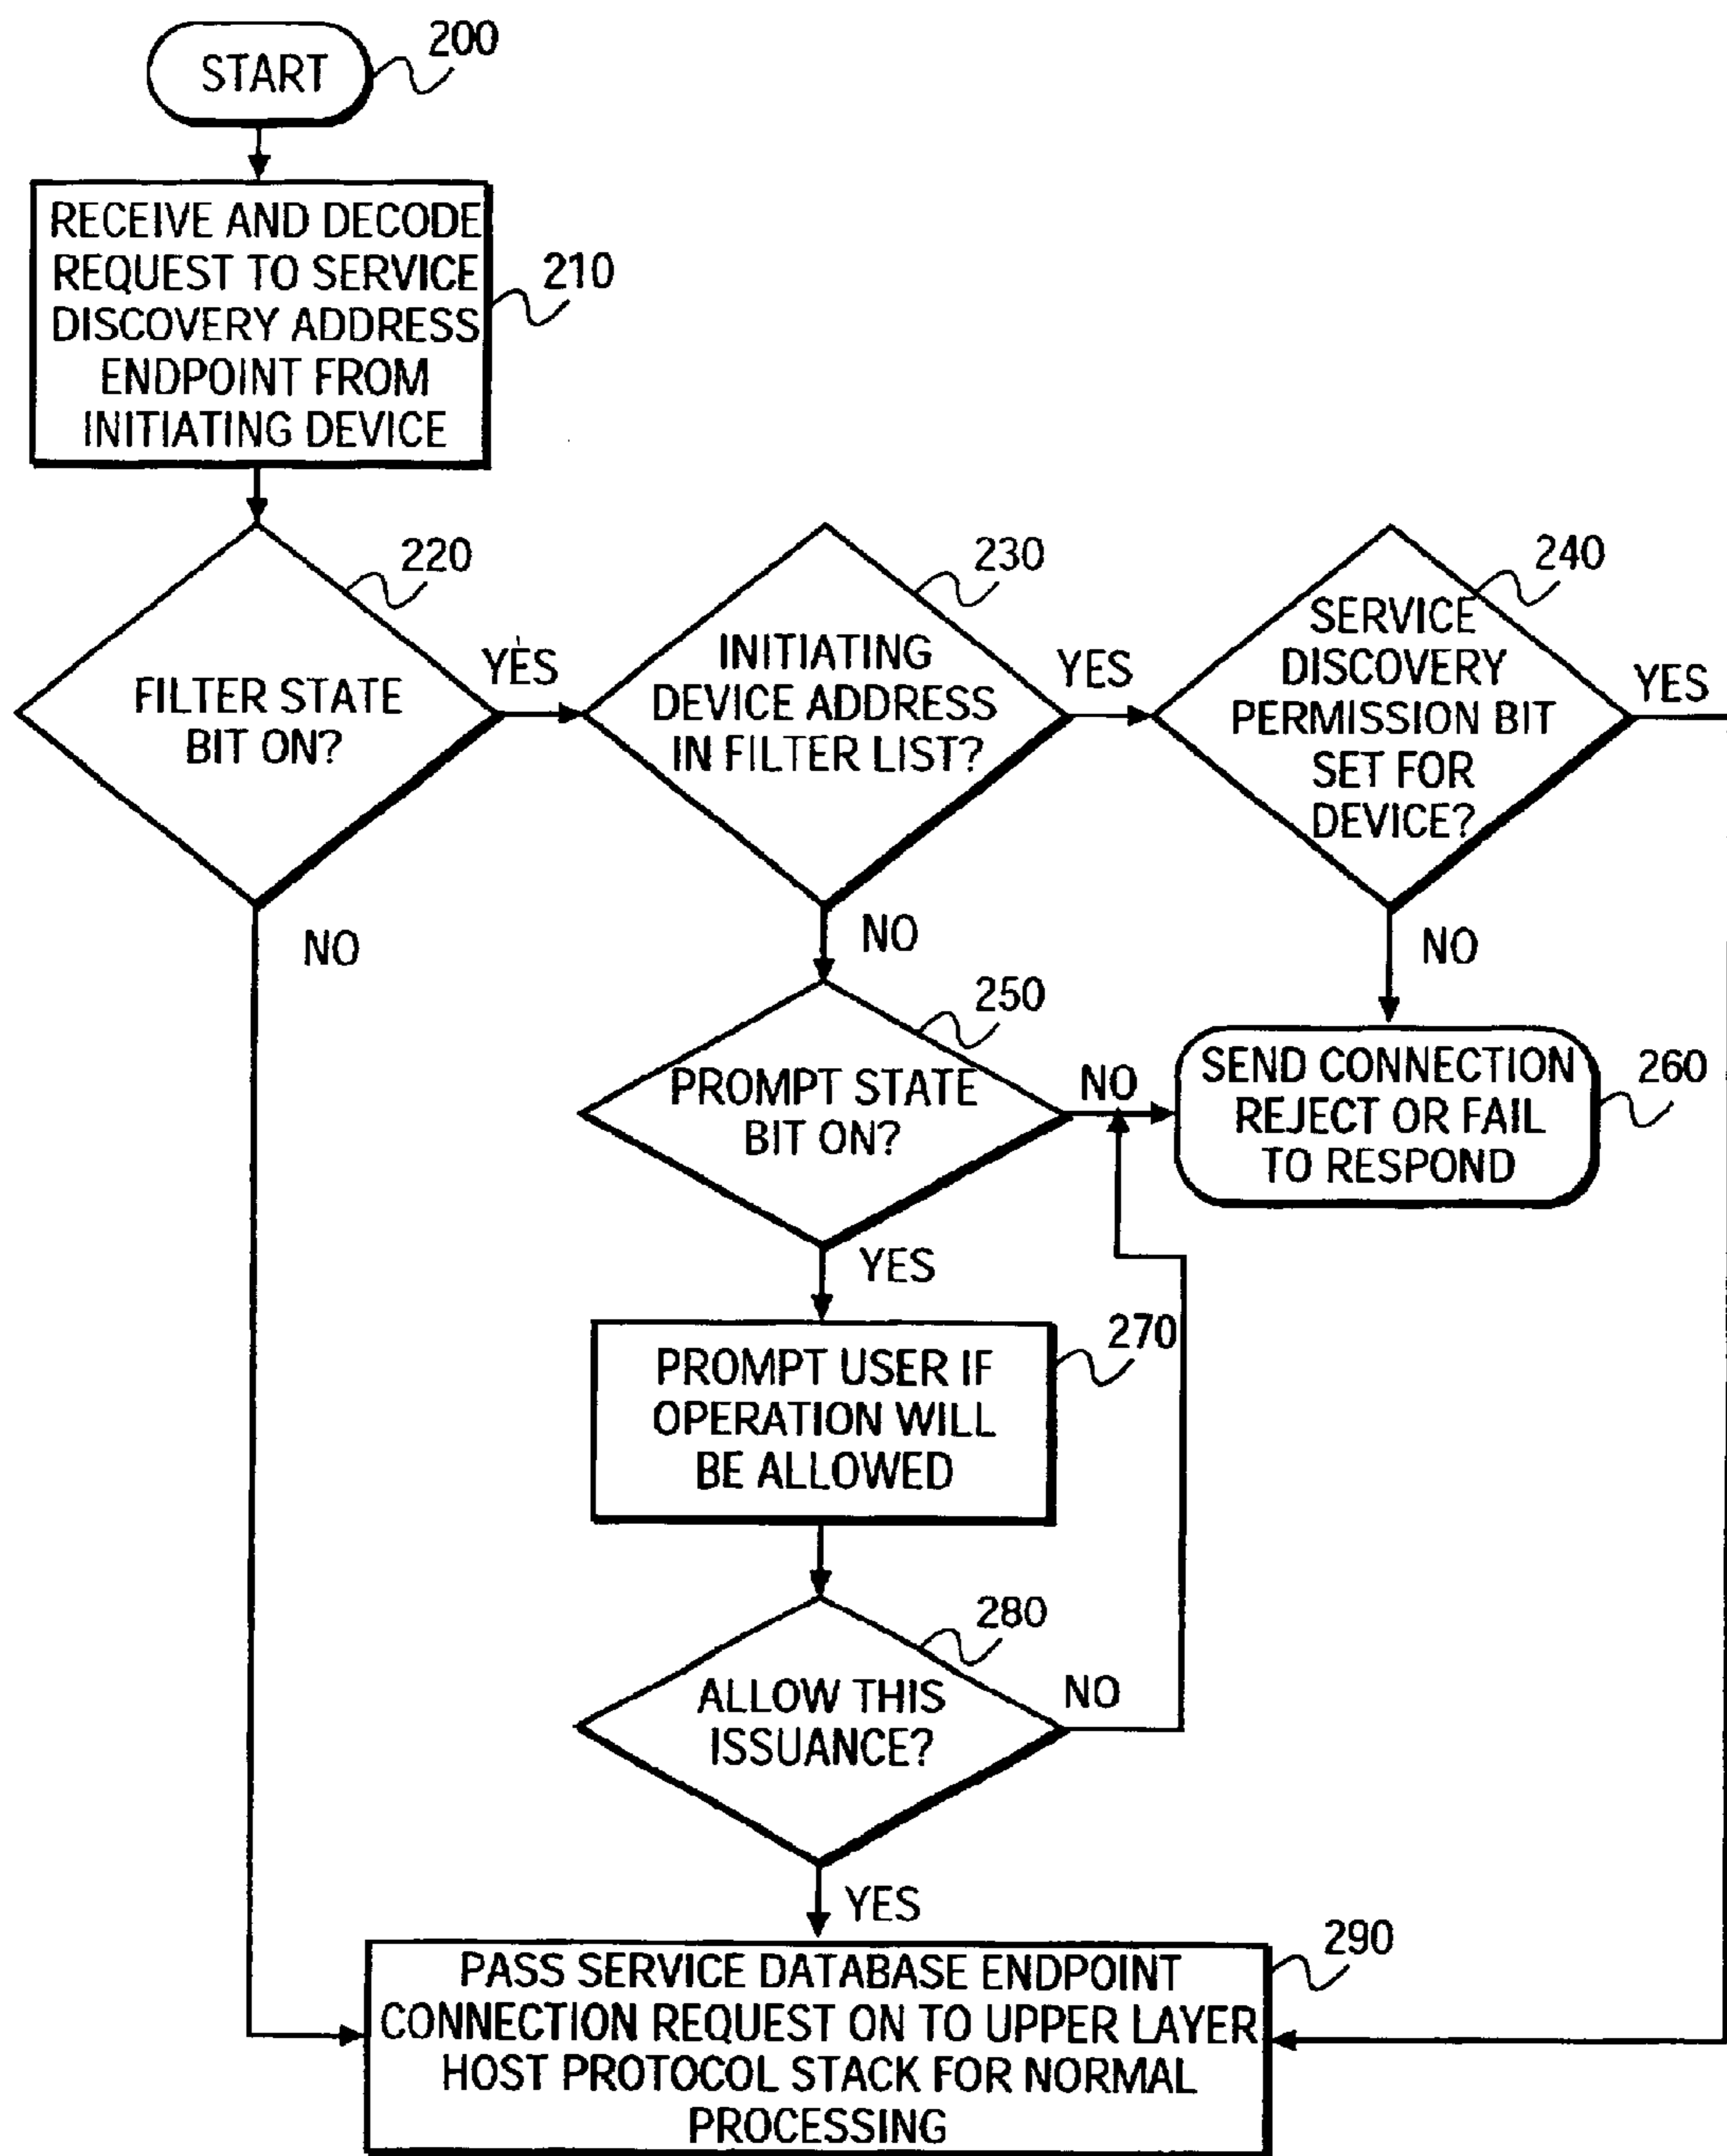 200
START
RECEIVE AND DECODE
REQUEST TO SERVICE
DISCOVERY ADDRESS
ENDPOINT FROM
INITIATING DEVICE
210
220
FILTER STATE
BIT ON?
YES
NO
230
INITIATING
DEVICE ADDRESS
IN FILTER LIST?
YES
NO
240
SERVICE
DISCOVERY
PERMISSION BIT
SET FOR
DEVICE?
YES
NO
250
PROMPT STATE
BIT ON?
NO
YES
SEND CONNECTION
REJECT OR FAIL
TO RESPOND
260
270
PROMPT USER IF
OPERATION WILL
BE ALLOWED
280
ALLOW THIS
ISSUANCE?
NO
YES
290
PASS SERVICE DATABASE ENDPOINT
CONNECTION REQUEST ON TO UPPER LAYER
HOST PROTOCOL STACK FOR NORMAL
PROCESSING